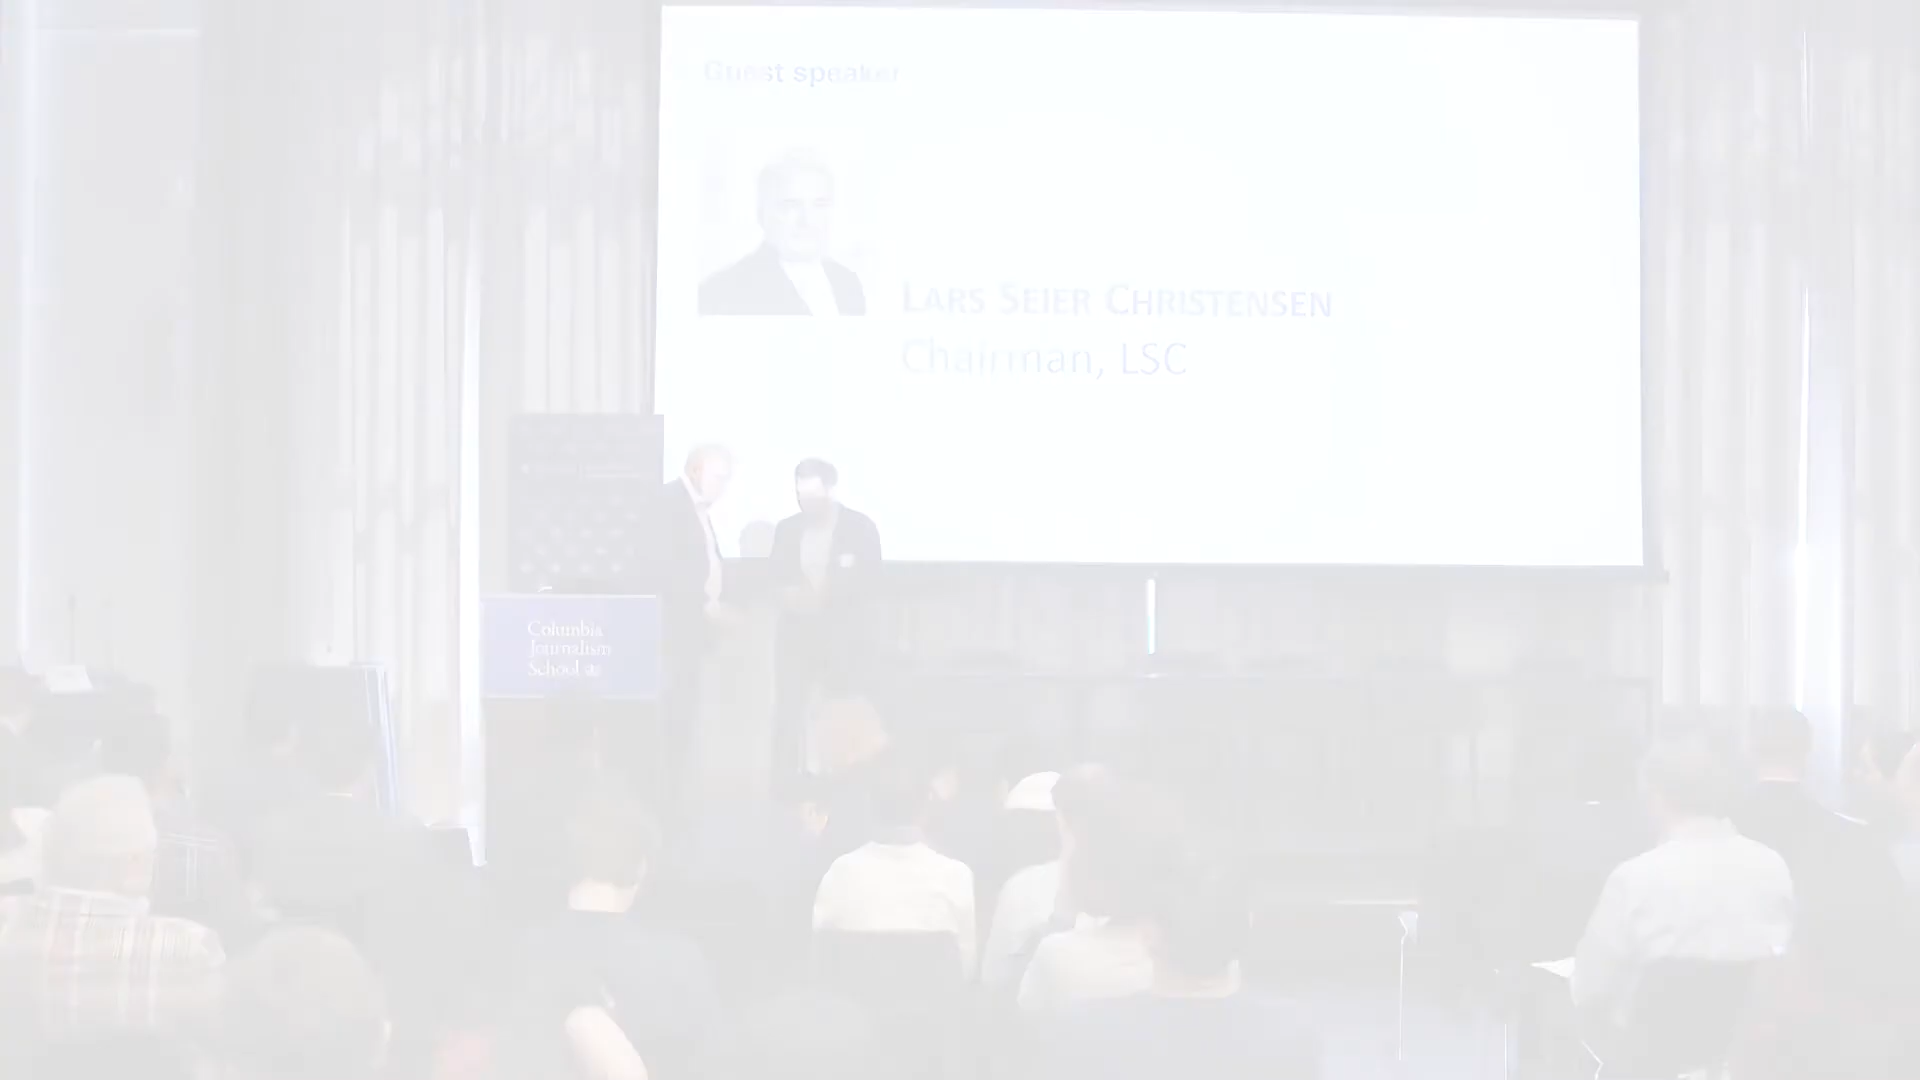 Guest speaker
LARS SEIER CHRISTENSEN
Chairman, LSC
Columbia
Journalism
School